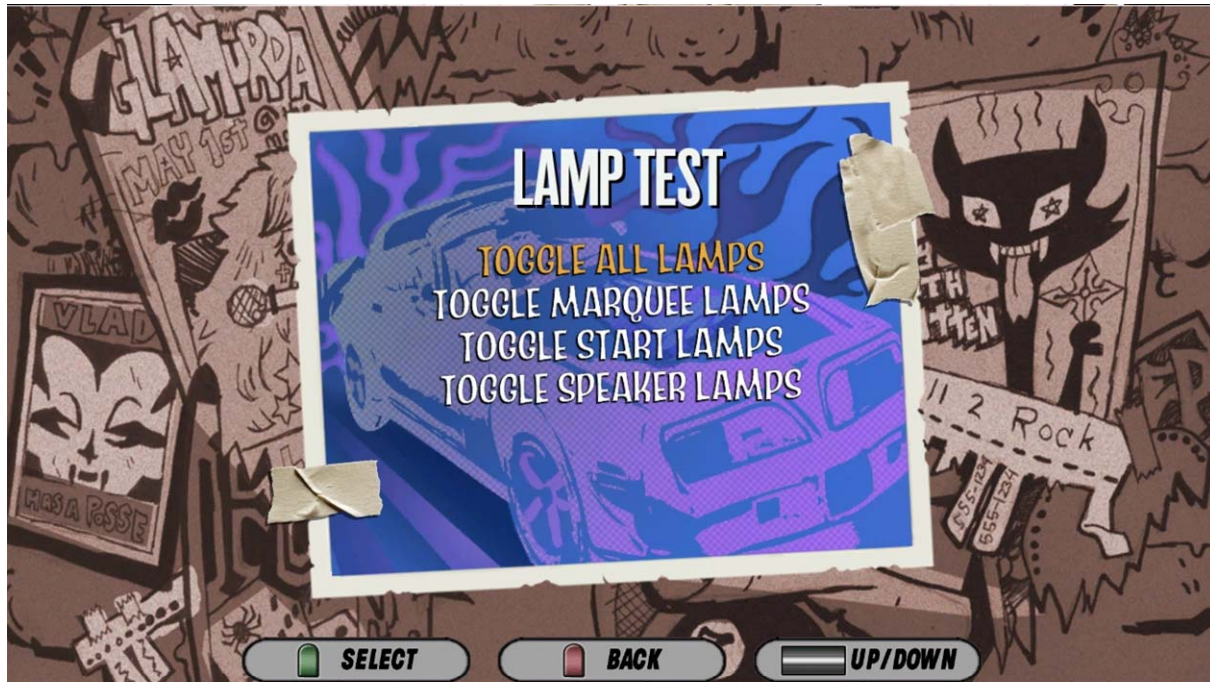 GLAMURDA
MAY 1ST
LAMP TEST
TOGGLE ALL LAMPS
TOGGLE MARQUEE LAMPS
TOGGLE START LAMPS
TOGGLE SPEAKER LAMPS
VLAD
HAS A POSSE
2 Rock
555-1234
555-1234
SELECT
BACK
UP/DOWN